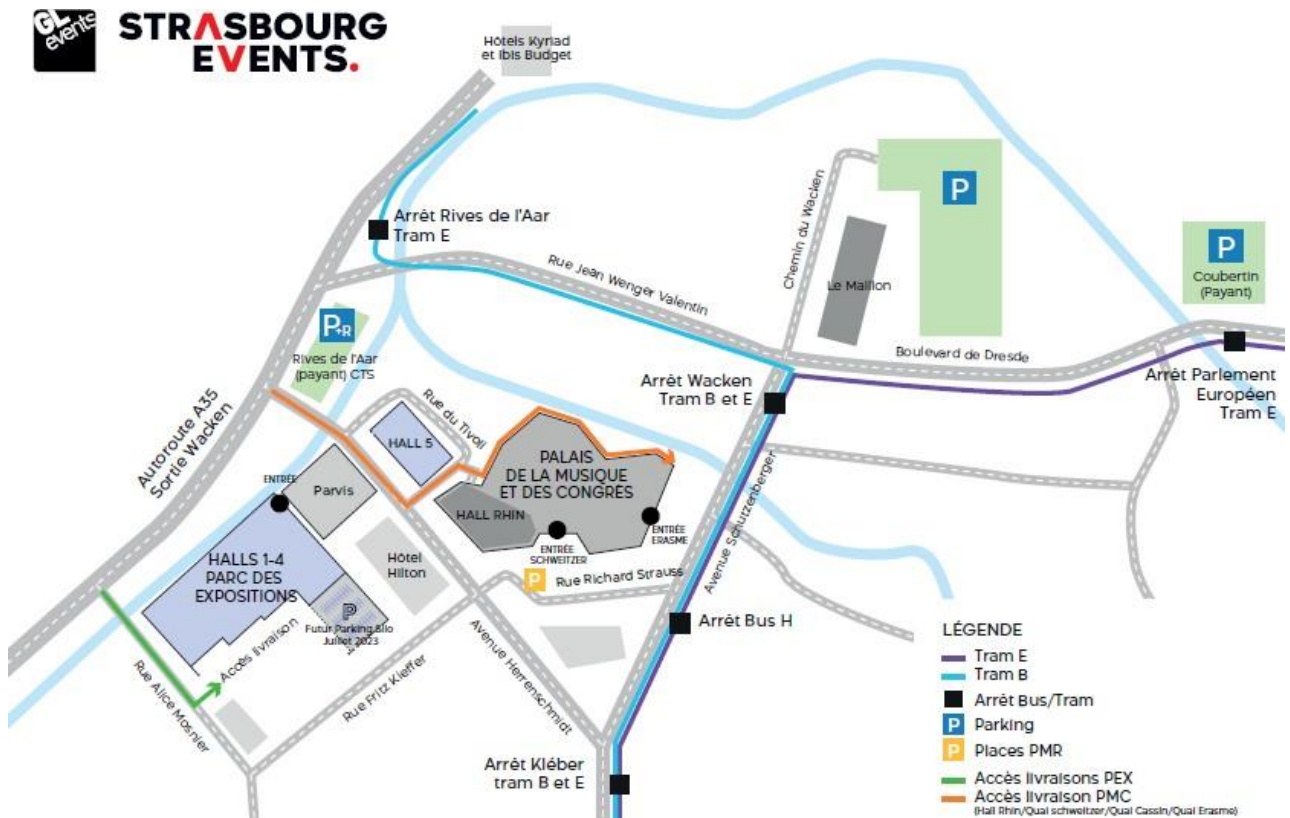 GL events
STRASBOURG
EVENTS.
Hôtels Kyriad
et Ibis Budget
Arrêt Rives de l'Aar
Tram E
Rue Jean Wenger Valentin
Chemin du Wacken
P
Le Maillon
P
Coubertin
(Payant)
Boulevard de Dresde
Arrêt Parlement
Européen
Tram E
P+R
Rives de l'Aar
(payant) CTS
Arrêt Wacken
Tram B et E
Autoroute A35
Sortie Wacken
Rue du Tivoli
HALL 5
PALAIS
DE LA MUSIQUE
ET DES CONGRÈS
HALL RHIN
ENTRÉE
Parvis
ENTRÉE
SCHWEITZER
ENTRÉE
ERASME
Avenue Schutzenberger
HALLS 1-4
PARC DES
EXPOSITIONS
Hôtel
Hilton
P
Rue Richard Strauss
P
Futur Parking Silo
Juillet 2023
Accès livraison
Arrêt Bus H
Rue Alice Mosnier
Rue Fritz Kieffer
Avenue Herrenschmidt
Arrêt Kléber
tram B et E
LÉGENDE
Tram E
Tram B
Arrêt Bus/Tram
P Parking
P Places PMR
Accès livraisons PEX
Accès livraison PMC
(Hall Rhin/Quai schweitzer/Quai Cassin/Quai Erasme)